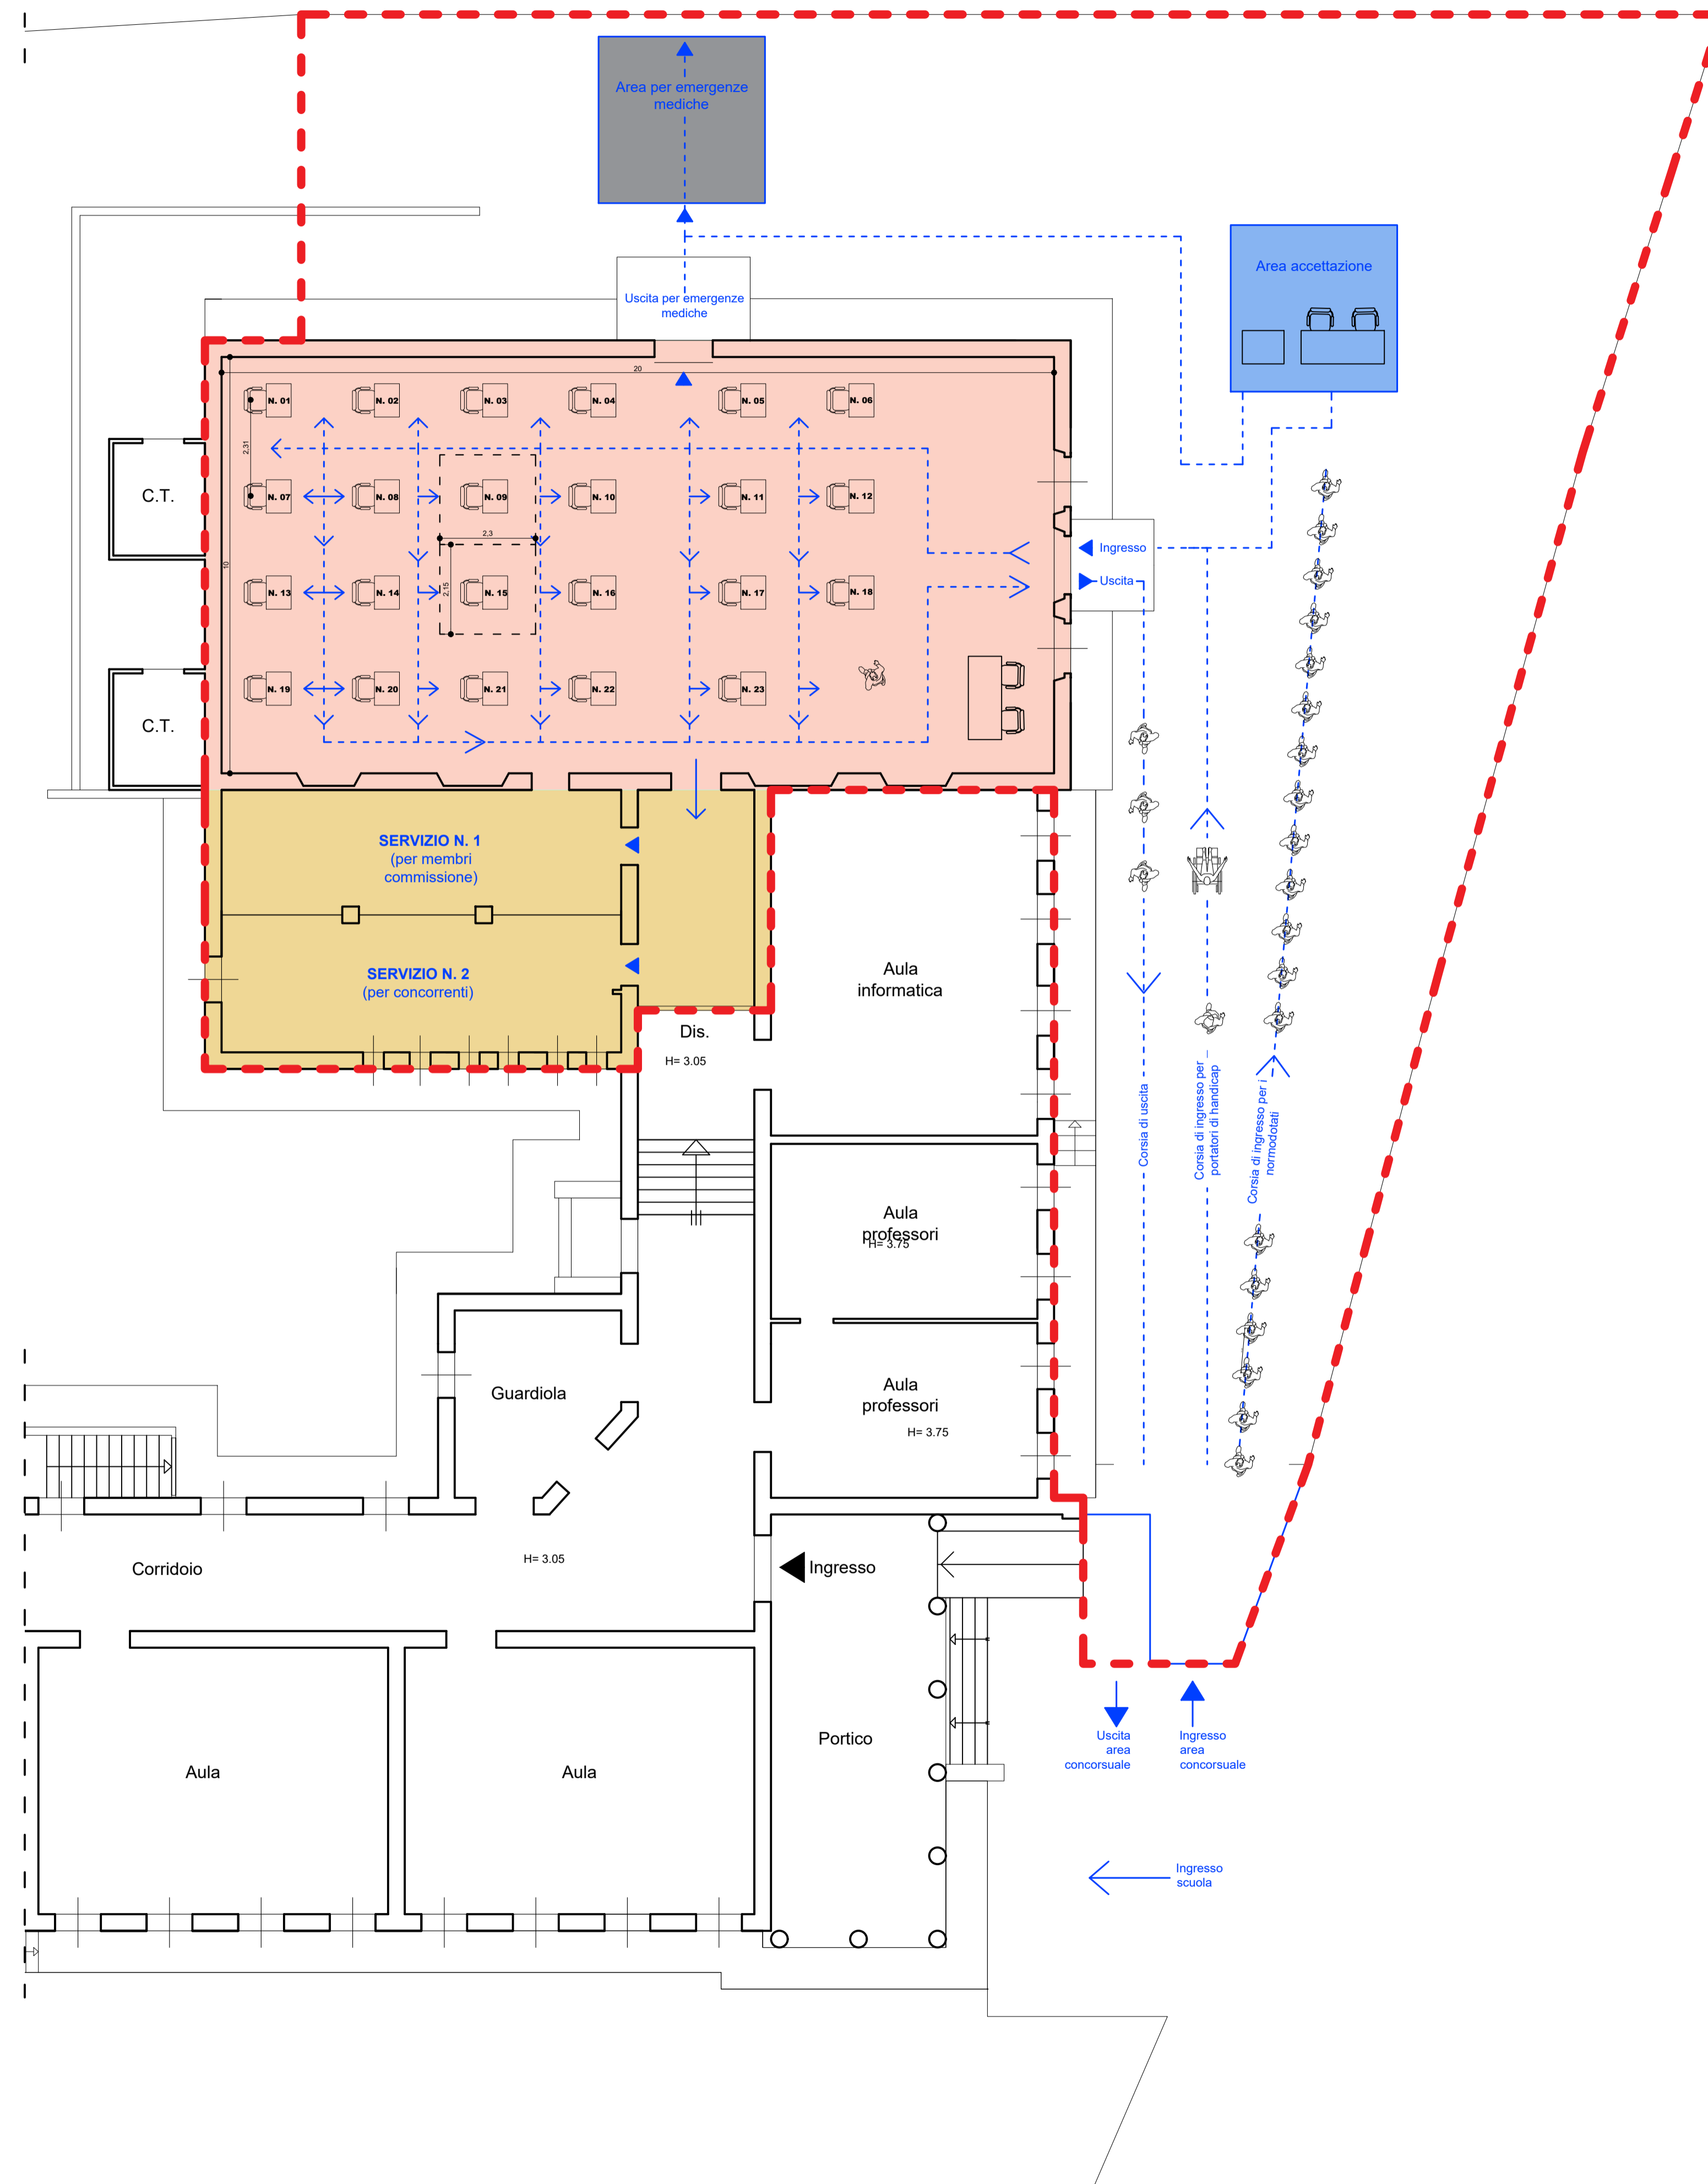 Area per emergenze
mediche
Area accettazione
Uscita per emergenze
mediche
20
N. 01
N. 02
N. 03
N. 04
N. 05
N. 06
2,31
C.T.
N. 07
N. 08
N. 09
N. 10
N. 11
N. 12
2,3
Ingresso
10
2,15
Uscita
N. 13
N. 14
N. 15
N. 16
N. 17
N. 18
N. 19
N. 20
N. 21
N. 22
N. 23
C.T.
SERVIZIO N. 1
(per membri
commissione)
SERVIZIO N. 2
(per concorrenti)
Aula
informatica
Dis.
H= 3.05
Corsia di uscita
Corsia di ingresso per
portatori di handicap
Corsia di ingresso per i
normodotati
Aula
professori
H= 3.75
Guardiola
Aula
professori
H= 3.75
Corridoio
H= 3.05
Ingresso
Portico
Uscita
area
concorsuale
Ingresso
area
concorsuale
Aula
Aula
Ingresso
scuola